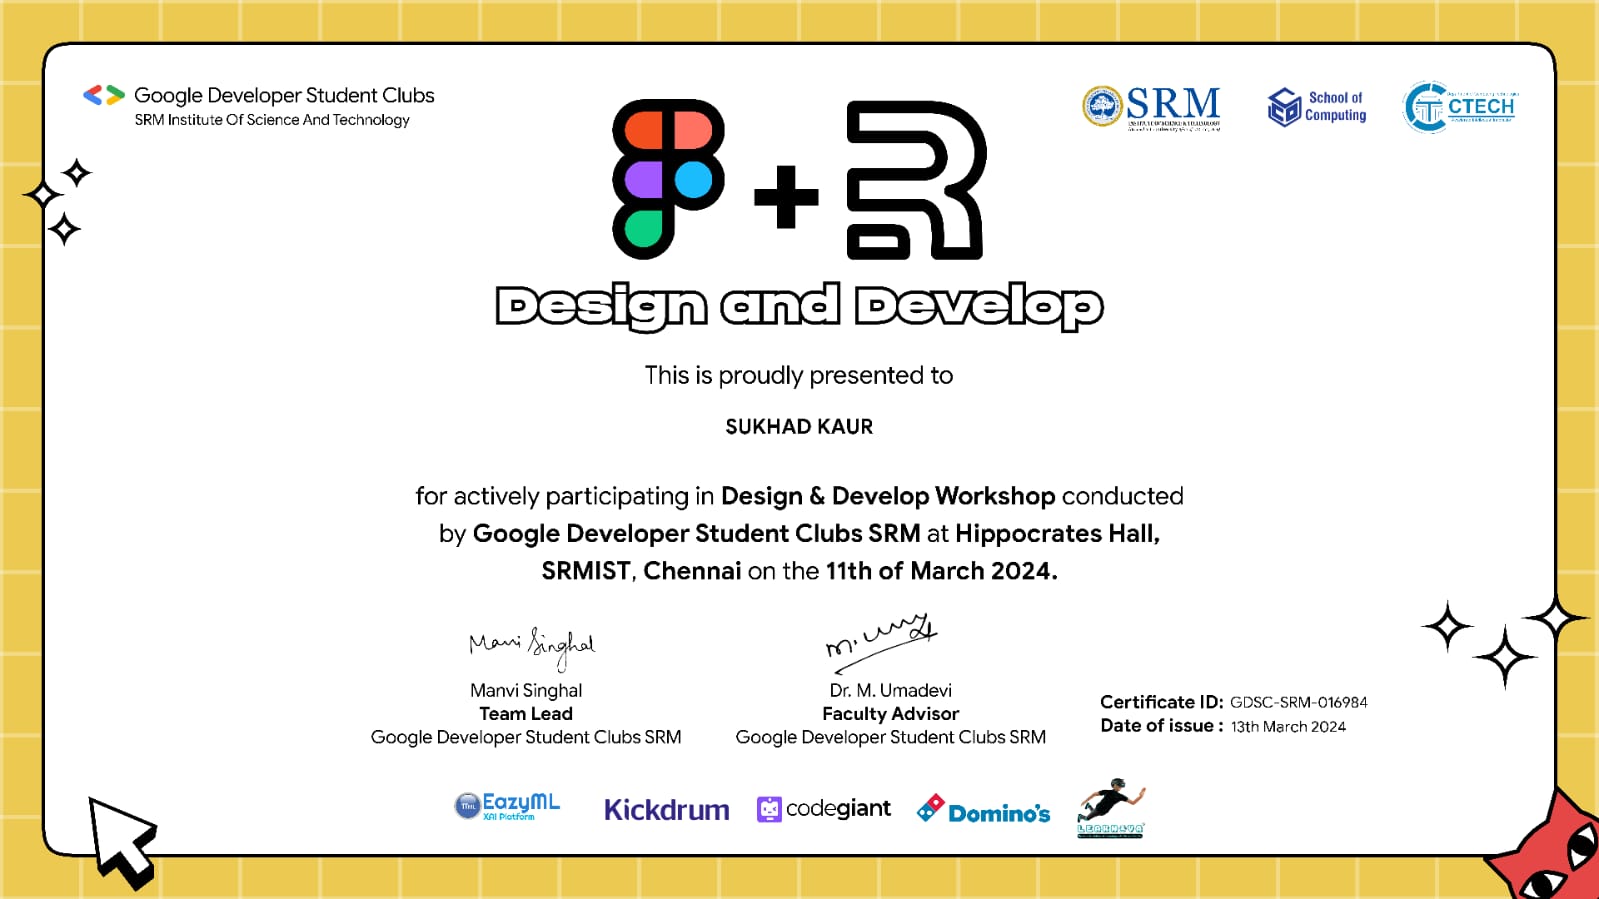 Google Developer Student Clubs
SRM Institute Of Science And Technology
SRM
School of
Computing
CTECH
Design and Develop
This is proudly presented to
SUKHAD KAUR
for actively participating in Design & Develop Workshop conducted
by Google Developer Student Clubs SRM at Hippocrates Hall,
SRMIST, Chennai on the 11th of March 2024.
Manvi Singhal
M. Uma
Manvi Singhal
Team Lead
Google Developer Student Clubs SRM
Dr. M. Umadevi
Faculty Advisor
Google Developer Student Clubs SRM
Certificate ID: GDSC-SRM-016984
Date of issue : 13th March 2024
EazyML
XAI Platform
Kickdrum
codegiant
Domino's